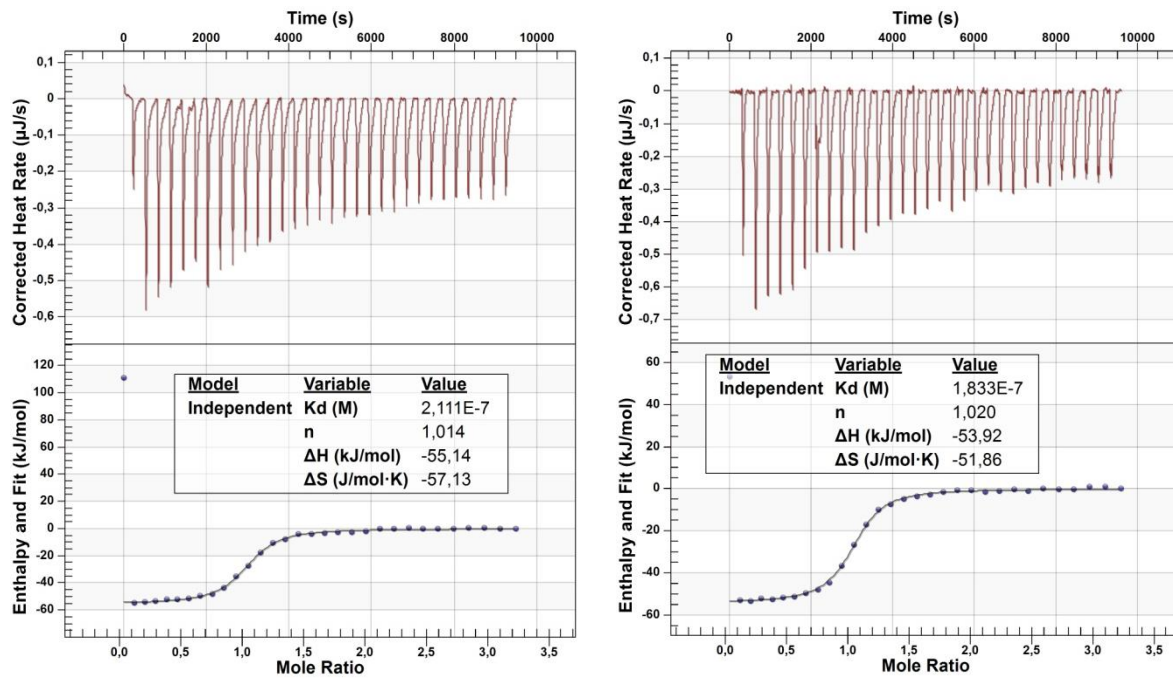 Time (s)
0 2000 4000 6000 8000 10000
Corrected Heat Rate (µJ/s)
0,1
0
-0,1
-0,2
-0,3
-0,4
-0,5
-0,6
Enthalpy and Fit (kJ/mol)
120
100
80
60
40
20
0
-20
-40
-60
Model Variable Value
Independent Kd (M) 2,111E-7
n 1,014
ΔH (kJ/mol) -55,14
ΔS (J/mol·K) -57,13
0,0 0,5 1,0 1,5 2,0 2,5 3,0 3,5
Mole Ratio
Time (s)
0 2000 4000 6000 8000 10000
Corrected Heat Rate (µJ/s)
0,1
0
-0,1
-0,2
-0,3
-0,4
-0,5
-0,6
-0,7
Enthalpy and Fit (kJ/mol)
60
40
20
0
-20
-40
-60
Model Variable Value
Independent Kd (M) 1,833E-7
n 1,020
ΔH (kJ/mol) -53,92
ΔS (J/mol·K) -51,86
0,0 0,5 1,0 1,5 2,0 2,5 3,0 3,5
Mole Ratio